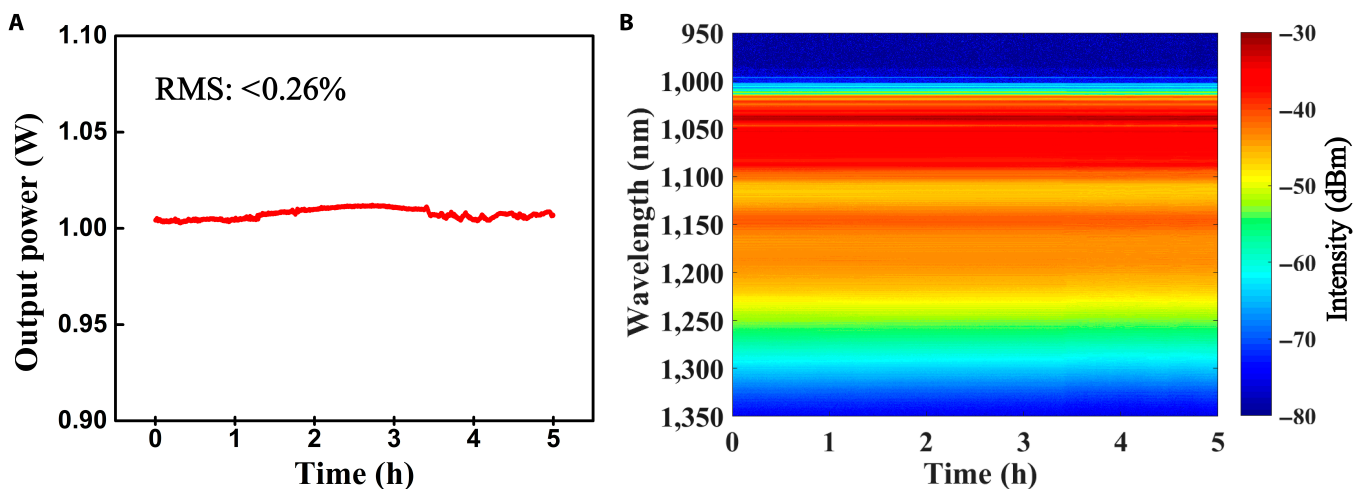 A
Output power (W)
1.10
1.05
1.00
0.95
0.90
RMS: <0.26%
0 1 2 3 4 5
Time (h)
B
Wavelength (nm)
950
1,000
1,050
1,100
1,150
1,200
1,250
1,300
1,350
0 1 2 3 4 5
Time (h)
−30
−40
−50
−60
−70
−80
Intensity (dBm)